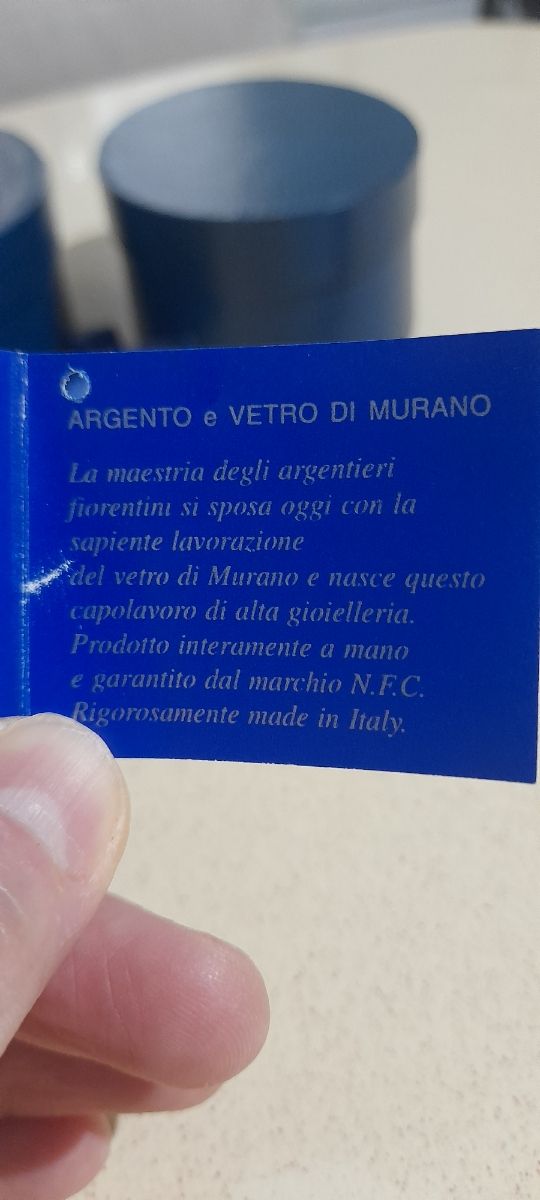 ARGENTO e VETRO DI MURANO
La maestria degli argentieri
fiorentini si sposa oggi con la
sapiente lavorazione
del vetro di Murano e nasce questo
capolavoro di alta gioielleria.
Prodotto interamente a mano
e garantito dal marchio N.F.C.
Rigorosamente made in Italy.